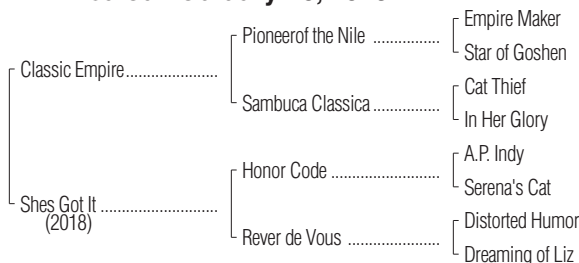 Empire Maker
Pioneerof the Nile ................
Star of Goshen
Classic Empire......................
Cat Thief
Sambuca Classica ................
In Her Glory
A.P. Indy
Honor Code ..........................
Serena's Cat
Shes Got It ............................
(2018)
Distorted Humor
Rever de Vous ......................
Dreaming of Liz